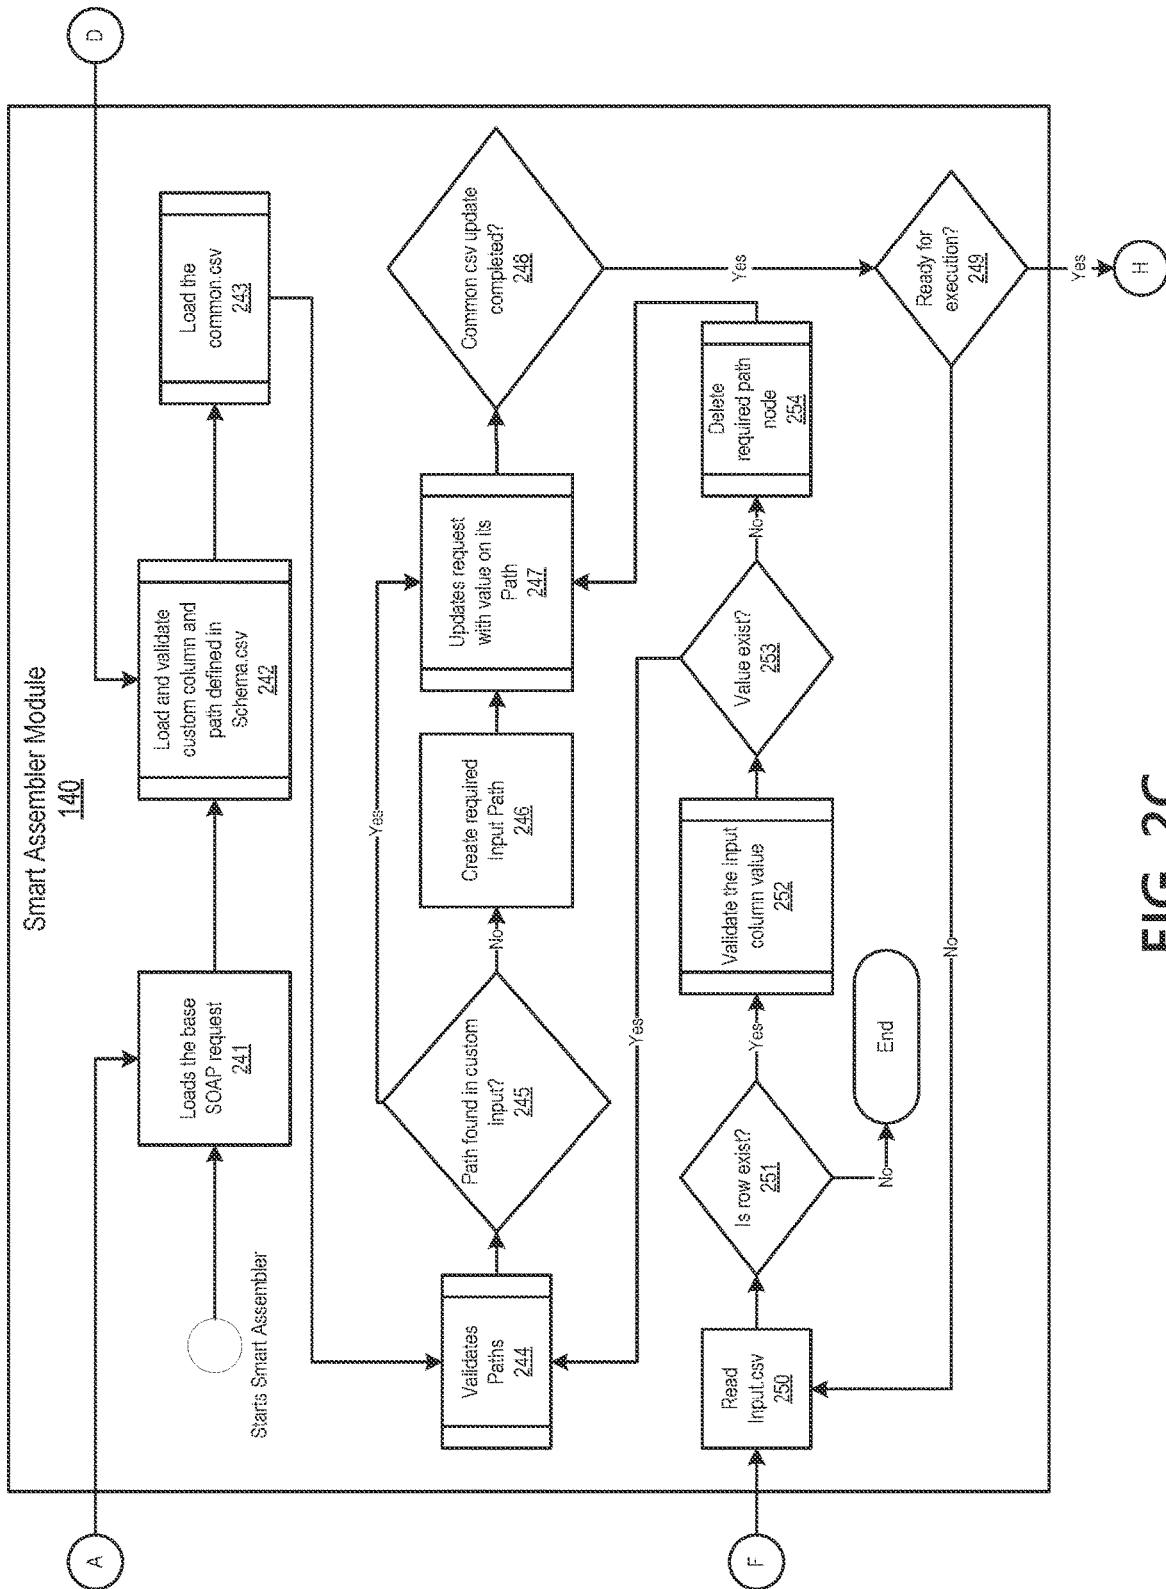 Smart Assembler Module
140
A
D
Starts Smart Assembler
Loads the base
SOAP request
241
Load and validate
custom column and
path defined in
Schema.csv
242
Load the
common.csv
243
Validates
Paths
244
Path found in custom
input?
245
Yes
No
Create required
Input Path
246
Updates request
with value on its
Path
247
Common csv update
completed?
248
Yes
Yes
F
Read
Input.csv
250
Is row exist?
251
Yes
No
End
Validate the input
column value
252
Value exist?
253
No
Delete
required path
node
254
Ready for
execution?
249
No
Yes
H
FIG. 2C